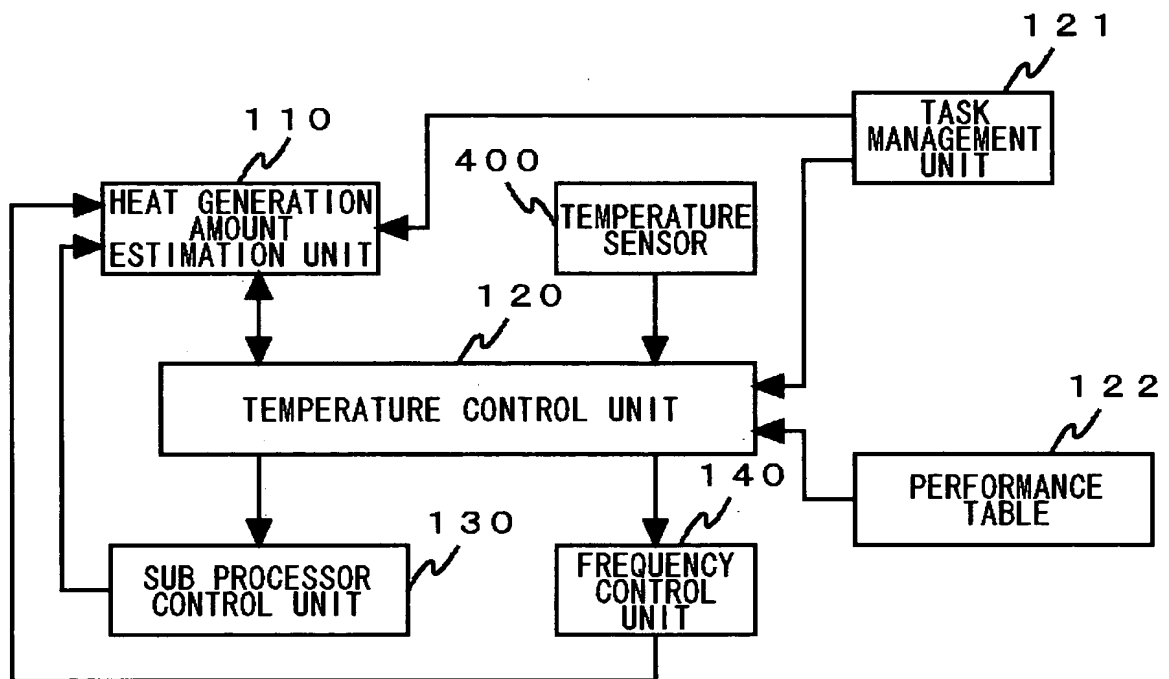 121
TASK
MANAGEMENT
UNIT
110
HEAT GENERATION
AMOUNT
ESTIMATION UNIT
400
TEMPERATURE
SENSOR
120
TEMPERATURE CONTROL UNIT
122
PERFORMANCE
TABLE
130
SUB PROCESSOR
CONTROL UNIT
140
FREQUENCY
CONTROL
UNIT